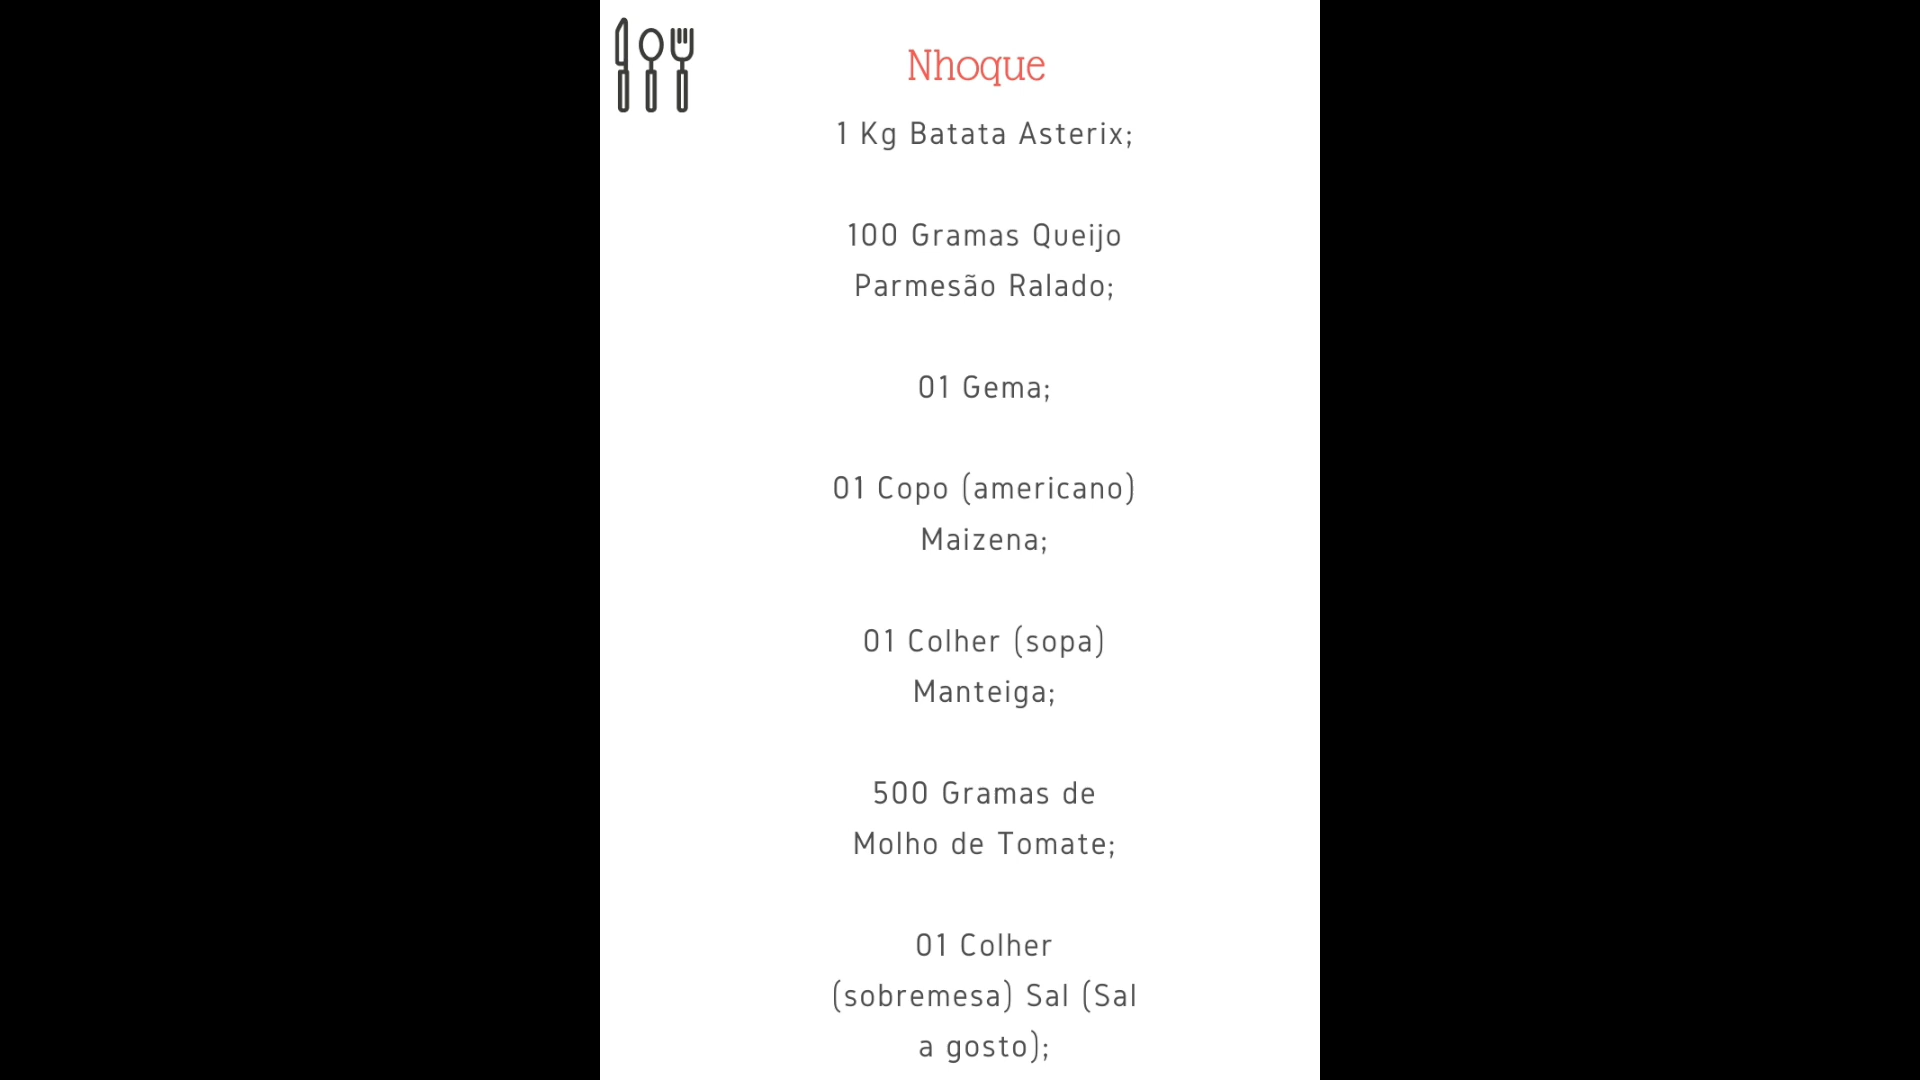 Nhoque
1 Kg Batata Asterix;
100 Gramas Queijo
Parmesão Ralado;
01 Gema;
01 Copo (americano)
Maizena;
01 Colher (sopa)
Manteiga;
500 Gramas de
Molho de Tomate;
01 Colher
(sobremesa) Sal (Sal
a gosto);